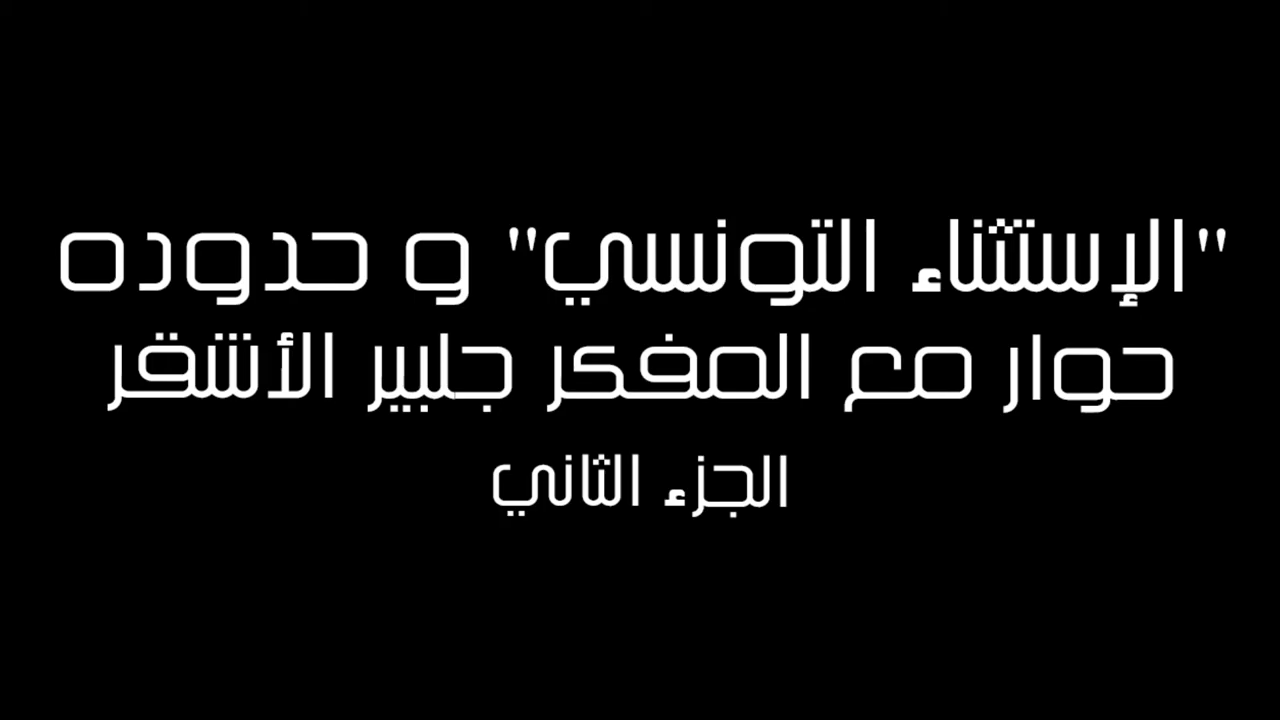 "الإستثناء التونسي" و حدوده
حوار مع المفكر جلبير الأشقر
الجزء الثاني